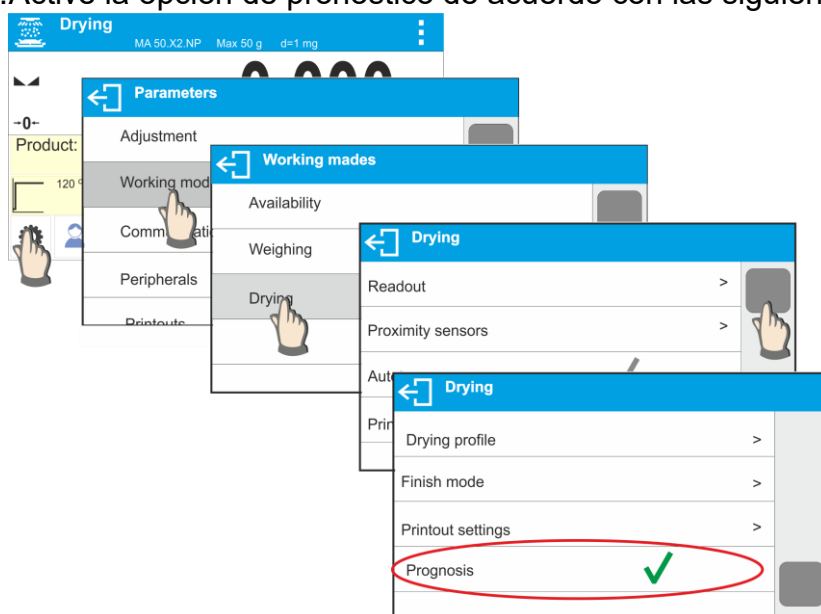 .Active la opción de pronóstico de acuerdo con las siguien
Drying
MA 50.X2.NP Max 50 g d=1 mg
→0←
Product:
120 °
Parameters
Adjustment
Working mod
Peripherals
Printouts
Working mades
Availability
Weighing
Drying
Drying
Readout >
Proximity sensors >
Aut
Prin
Drying
Drying profile >
Finish mode >
Printout settings >
Prognosis